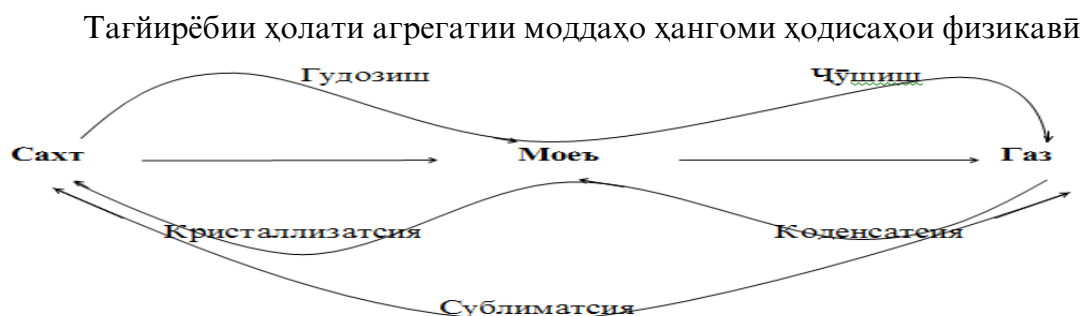 Тағйирёбии ҳолати агрегатии моддаҳо ҳангоми ҳодисаҳои физикавӣ
Гудозиш Ҷӯшиш
Сахт Моеъ Газ
Кристаллизатсия Коденсатсия
Сублиматсия